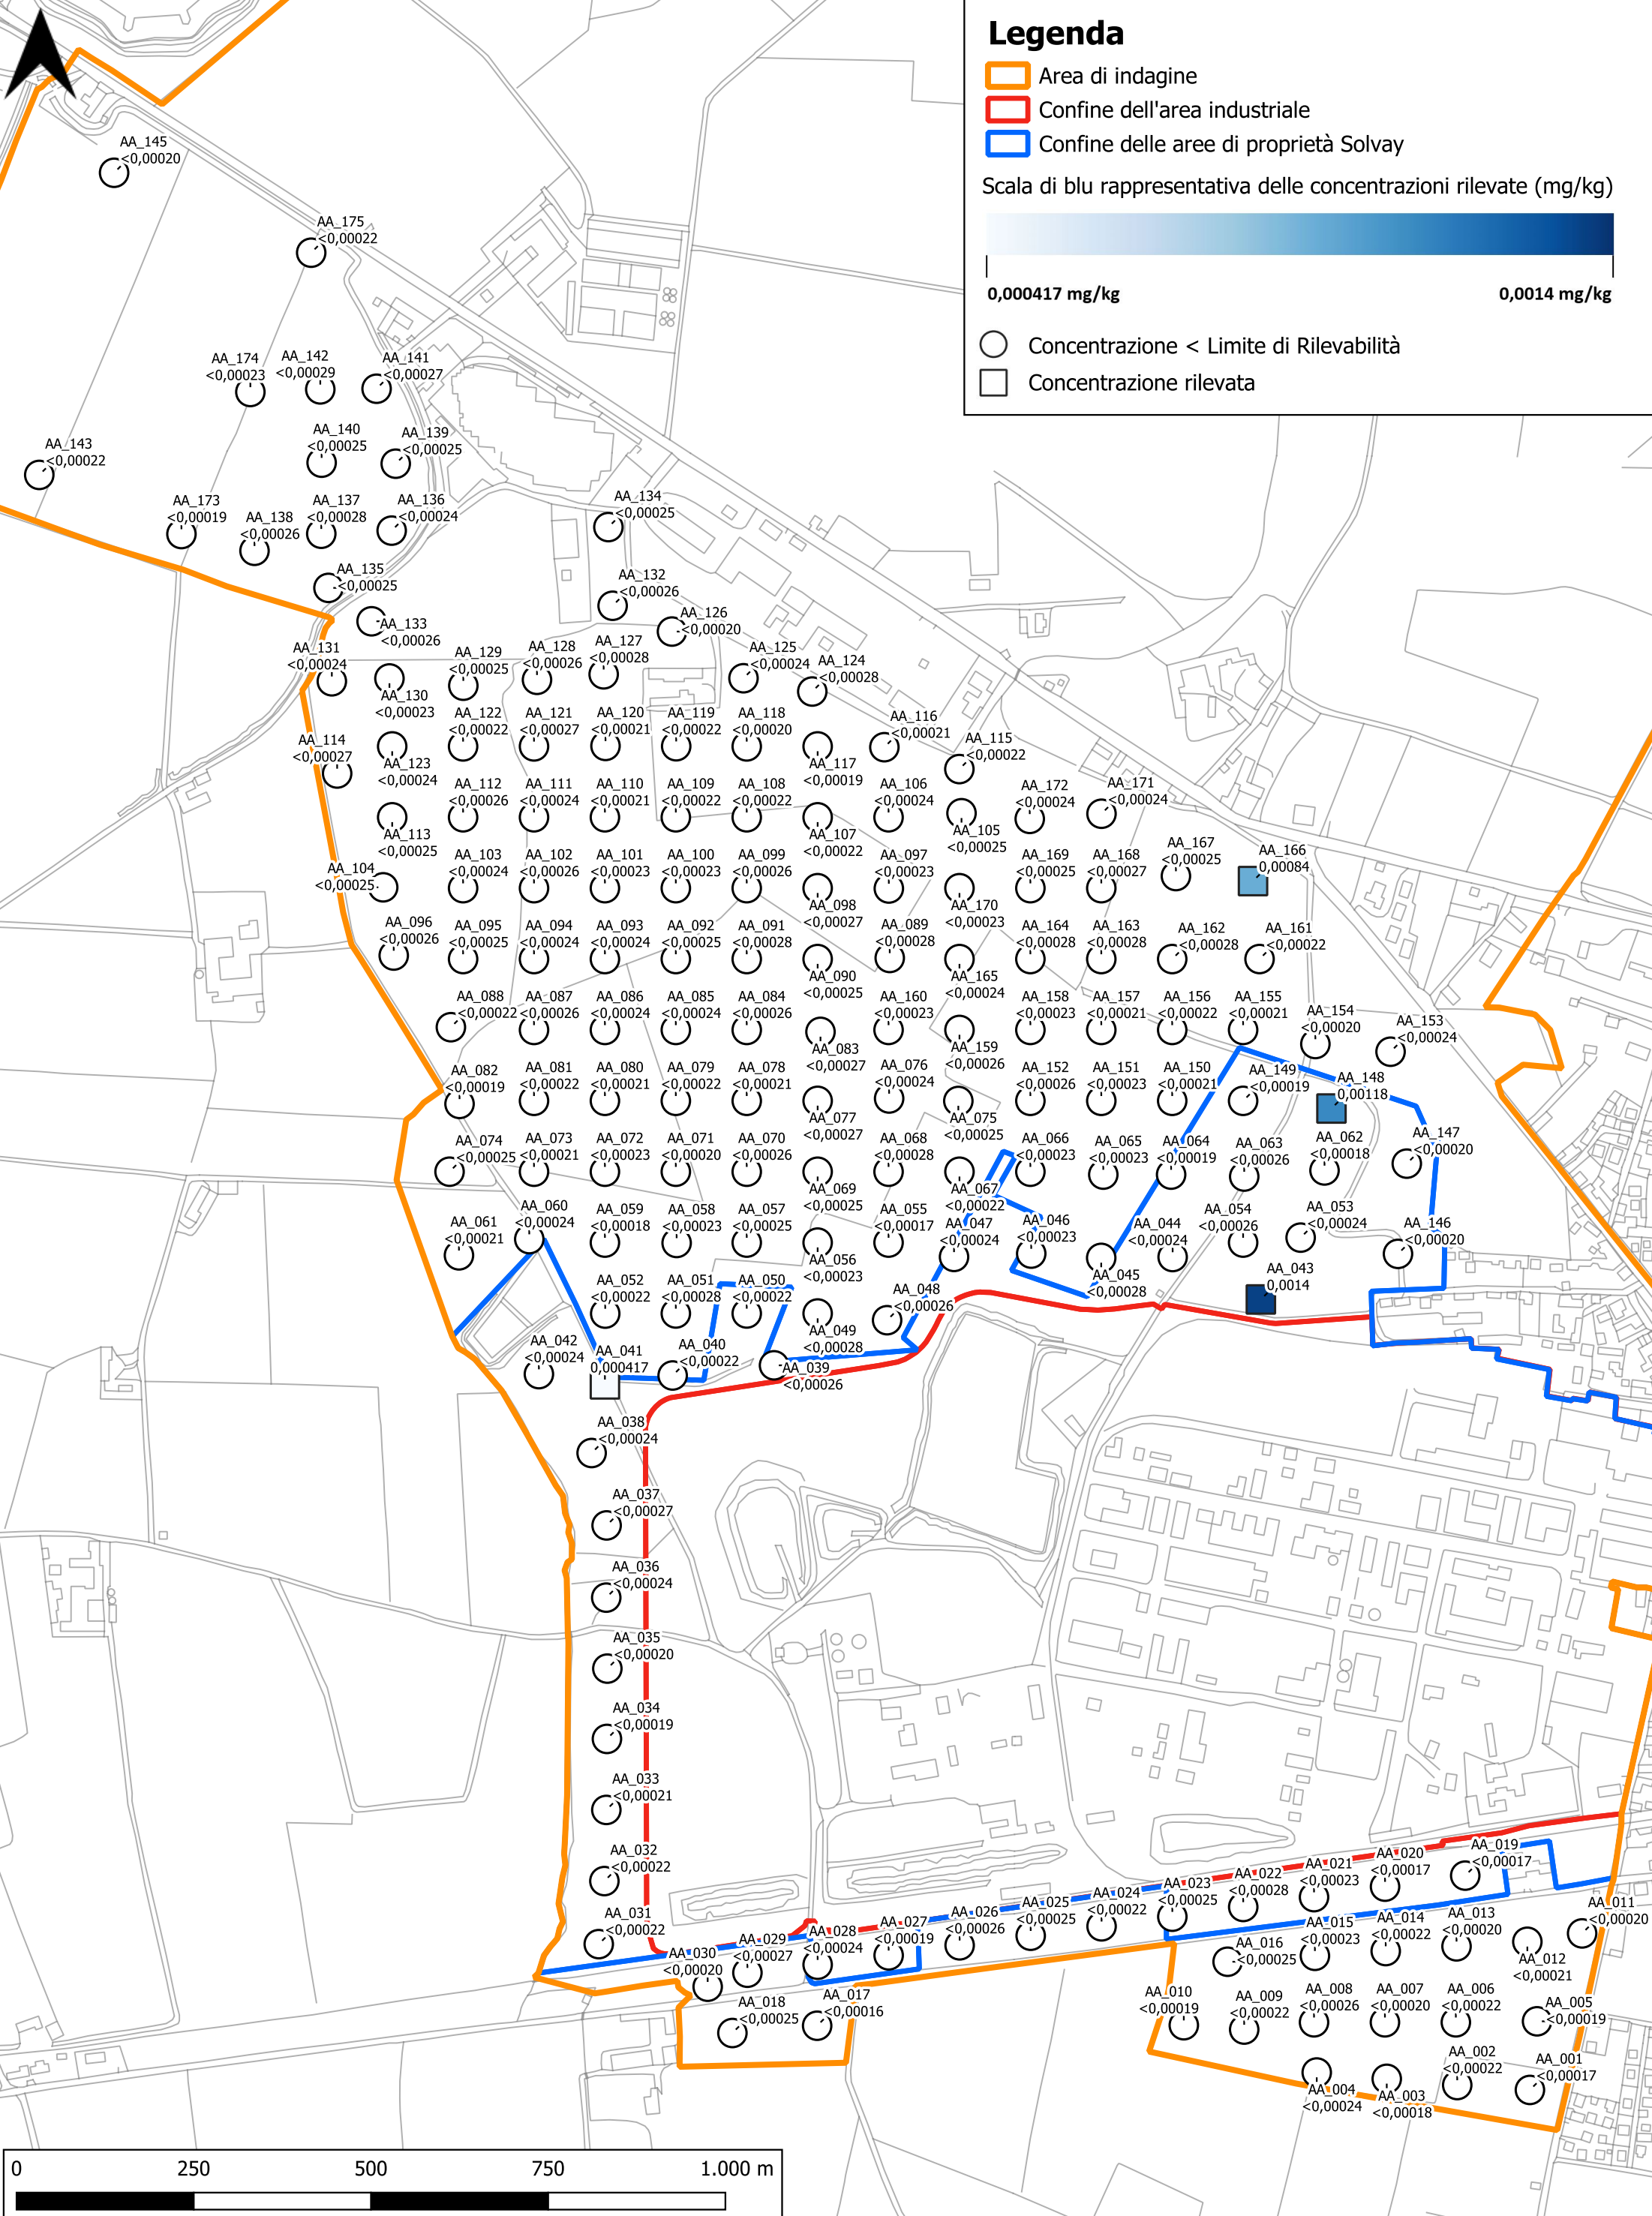 Legenda
Area di indagine
Confine dell'area industriale
Confine delle aree di proprietà Solvay
Scala di blu rappresentativa delle concentrazioni rilevate (mg/kg)
0,000417 mg/kg
0,0014 mg/kg
Concentrazione < Limite di Rilevabilità
Concentrazione rilevata
AA_145
<0,00020
AA_175
<0,00022
AA_174
<0,00023
AA_142
<0,00029
AA_141
<0,00027
AA_143
<0,00022
AA_140
<0,00025
AA_139
<0,00025
AA_173
<0,00019
AA_138
<0,00026
AA_137
<0,00028
AA_136
<0,00024
AA_134
<0,00025
AA_135
<0,00025
AA_132
<0,00026
AA_133
<0,00026
AA_126
<0,00020
AA_131
<0,00024
AA_129
<0,00025
AA_128
<0,00026
AA_127
<0,00028
AA_125
<0,00024
AA_124
<0,00028
AA_130
<0,00023
AA_122
<0,00022
AA_121
<0,00027
AA_120
<0,00021
AA_119
<0,00022
AA_118
<0,00020
AA_116
<0,00021
AA_115
<0,00022
AA_114
<0,00027
AA_123
<0,00024
AA_117
<0,00019
AA_112
<0,00026
AA_111
<0,00024
AA_110
<0,00021
AA_109
<0,00022
AA_108
<0,00022
AA_106
<0,00024
AA_172
<0,00024
AA_171
<0,00024
AA_113
<0,00025
AA_107
<0,00022
AA_105
<0,00025
AA_104
<0,00025
AA_103
<0,00024
AA_102
<0,00026
AA_101
<0,00023
AA_100
<0,00023
AA_099
<0,00026
AA_097
<0,00023
AA_169
<0,00025
AA_168
<0,00027
AA_167
<0,00025
AA_166
0,00084
AA_098
<0,00027
AA_170
<0,00023
AA_096
<0,00026
AA_095
<0,00025
AA_094
<0,00024
AA_093
<0,00024
AA_092
<0,00025
AA_091
<0,00028
AA_089
<0,00028
AA_164
<0,00028
AA_163
<0,00028
AA_162
<0,00028
AA_161
<0,00022
AA_090
<0,00025
AA_165
<0,00024
AA_088
<0,00022
AA_087
<0,00026
AA_086
<0,00024
AA_085
<0,00024
AA_084
<0,00026
AA_160
<0,00023
AA_158
<0,00023
AA_157
<0,00021
AA_156
<0,00022
AA_155
<0,00021
AA_154
<0,00020
AA_153
<0,00024
AA_083
<0,00027
AA_159
<0,00026
AA_082
<0,00019
AA_081
<0,00022
AA_080
<0,00021
AA_079
<0,00022
AA_078
<0,00021
AA_076
<0,00024
AA_152
<0,00026
AA_151
<0,00023
AA_150
<0,00021
AA_149
<0,00019
AA_148
0,00118
AA_077
<0,00027
AA_075
<0,00025
AA_074
<0,00025
AA_073
<0,00021
AA_072
<0,00023
AA_071
<0,00020
AA_070
<0,00026
AA_068
<0,00028
AA_066
<0,00023
AA_065
<0,00023
AA_064
<0,00019
AA_063
<0,00026
AA_062
<0,00018
AA_147
<0,00020
AA_069
<0,00025
AA_067
<0,00022
AA_061
<0,00021
AA_060
<0,00024
AA_059
<0,00018
AA_058
<0,00023
AA_057
<0,00025
AA_055
<0,00017
AA_047
<0,00024
AA_046
<0,00023
AA_044
<0,00024
AA_054
<0,00026
AA_053
<0,00024
AA_146
<0,00020
AA_056
<0,00023
AA_045
<0,00028
AA_043
0,0014
AA_052
<0,00022
AA_051
<0,00028
AA_050
<0,00022
AA_048
<0,00026
AA_049
<0,00028
AA_042
<0,00024
AA_041
0,000417
AA_040
<0,00022
AA_039
<0,00026
AA_038
<0,00024
AA_037
<0,00027
AA_036
<0,00024
AA_035
<0,00020
AA_034
<0,00019
AA_033
<0,00021
AA_032
<0,00022
AA_031
<0,00022
AA_030
<0,00020
AA_029
<0,00027
AA_028
<0,00024
AA_027
<0,00019
AA_026
<0,00026
AA_025
<0,00025
AA_024
<0,00022
AA_023
<0,00025
AA_022
<0,00028
AA_021
<0,00023
AA_020
<0,00017
AA_019
<0,00017
AA_011
<0,00020
AA_016
<0,00025
AA_015
<0,00023
AA_014
<0,00022
AA_013
<0,00020
AA_012
<0,00021
AA_018
<0,00025
AA_017
<0,00016
AA_010
<0,00019
AA_009
<0,00022
AA_008
<0,00026
AA_007
<0,00020
AA_006
<0,00022
AA_005
<0,00019
AA_004
<0,00024
AA_003
<0,00018
AA_002
<0,00022
AA_001
<0,00017
0 250 500 750 1.000 m